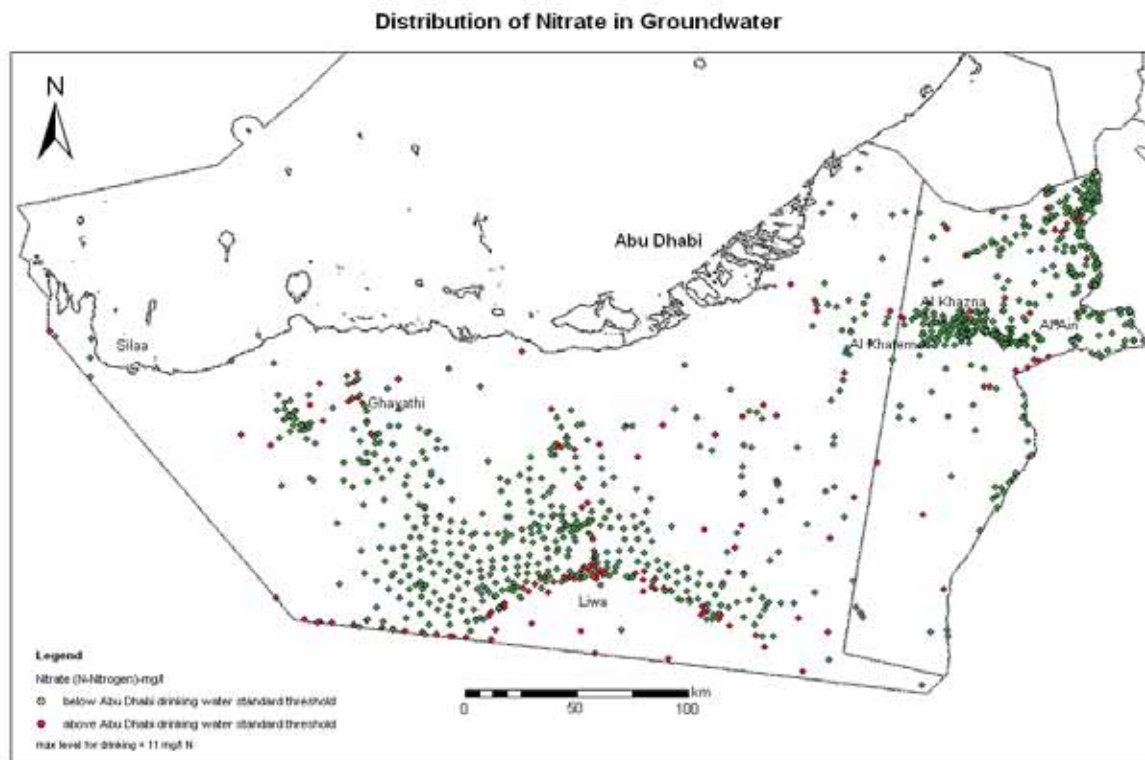 Distribution of Nitrate in Groundwater
N
Abu Dhabi
Al Khazna
Al Ain
Al Khatem
Silaa
Ghayathi
Liwa
Legend
Nitrate (N-Nitrogen)-mg/l
below Abu Dhabi drinking water standard threshold
above Abu Dhabi drinking water standard threshold
max level for drinking = 11 mg/l N
km
0 50 100